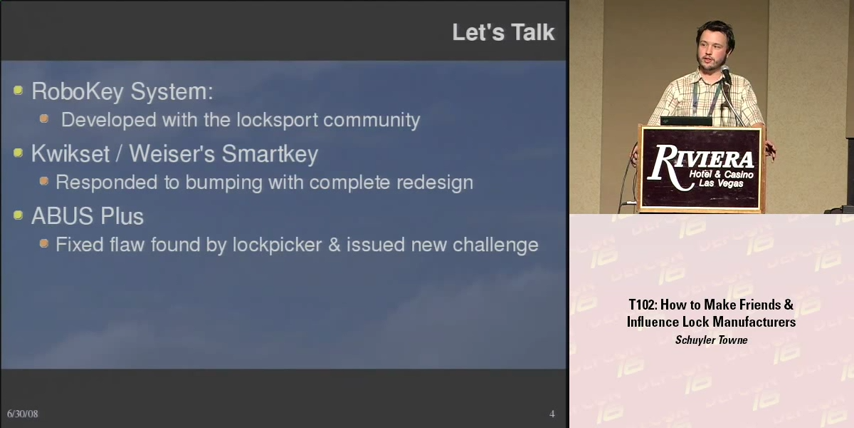 Let's Talk
RoboKey System:
Developed with the locksport community
Kwikset / Weiser's Smartkey
Responded to bumping with complete redesign
ABUS Plus
Fixed flaw found by lockpicker & issued new challenge
6/30/08
4
RIVIERA
Hotel & Casino
Las Vegas
T102: How to Make Friends &
Influence Lock Manufacturers
Schuyler Towne